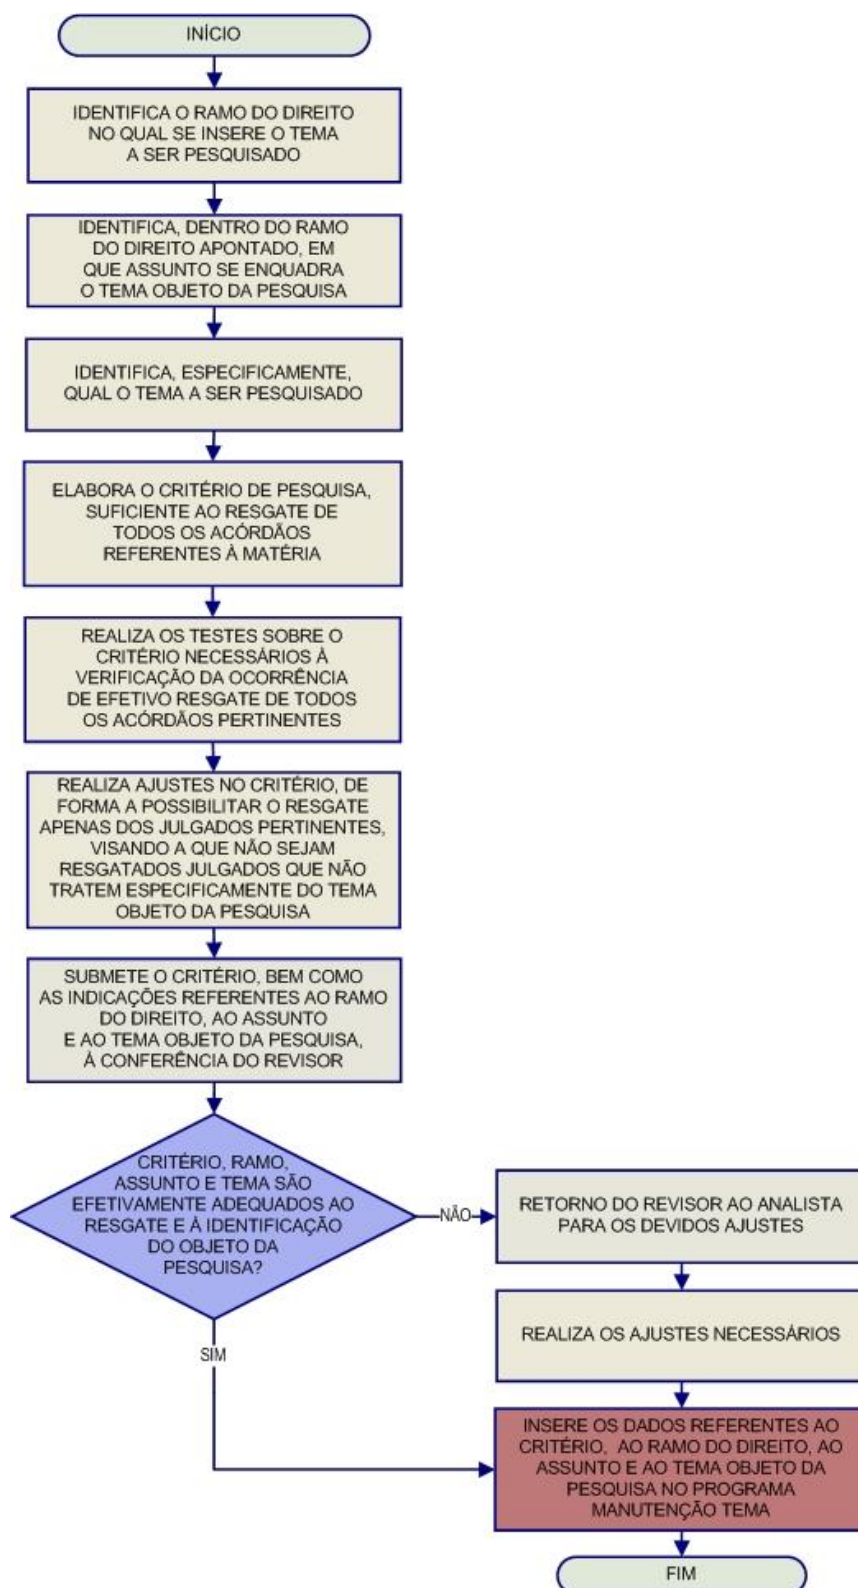 INÍCIO
IDENTIFICA O RAMO DO DIREITO
NO QUAL SE INSERE O TEMA
A SER PESQUISADO
IDENTIFICA, DENTRO DO RAMO
DO DIREITO APONTADO, EM
QUE ASSUNTO SE ENQUADRA
O TEMA OBJETO DA PESQUISA
IDENTIFICA, ESPECIFICAMENTE,
QUAL O TEMA A SER PESQUISADO
ELABORA O CRITÉRIO DE PESQUISA,
SUFICIENTE AO RESGATE DE
TODOS OS ACÓRDÃOS
REFERENTES À MATÉRIA
REALIZA OS TESTES SOBRE O
CRITÉRIO NECESSÁRIOS À
VERIFICAÇÃO DA OCORRÊNCIA
DE EFETIVO RESGATE DE TODOS
OS ACÓRDÃOS PERTINENTES
REALIZA AJUSTES NO CRITÉRIO, DE
FORMA A POSSIBILITAR O RESGATE
APENAS DOS JULGADOS PERTINENTES,
VISANDO A QUE NÃO SEJAM
RESGATADOS JULGADOS QUE NÃO
TRATEM ESPECIFICAMENTE DO TEMA
OBJETO DA PESQUISA
SUBMETE O CRITÉRIO, BEM COMO
AS INDICAÇÕES REFERENTES AO RAMO
DO DIREITO, AO ASSUNTO
E AO TEMA OBJETO DA PESQUISA,
À CONFERÊNCIA DO REVISOR
CRITÉRIO, RAMO,
ASSUNTO E TEMA SÃO
EFETIVAMENTE ADEQUADOS AO
RESGATE E À IDENTIFICAÇÃO
DO OBJETO DA
PESQUISA?
NÃO
RETORNO DO REVISOR AO ANALISTA
PARA OS DEVIDOS AJUSTES
REALIZA OS AJUSTES NECESSÁRIOS
SIM
INSERE OS DADOS REFERENTES AO
CRITÉRIO, AO RAMO DO DIREITO, AO
ASSUNTO E AO TEMA OBJETO DA
PESQUISA NO PROGRAMA
MANUTENÇÃO TEMA
FIM